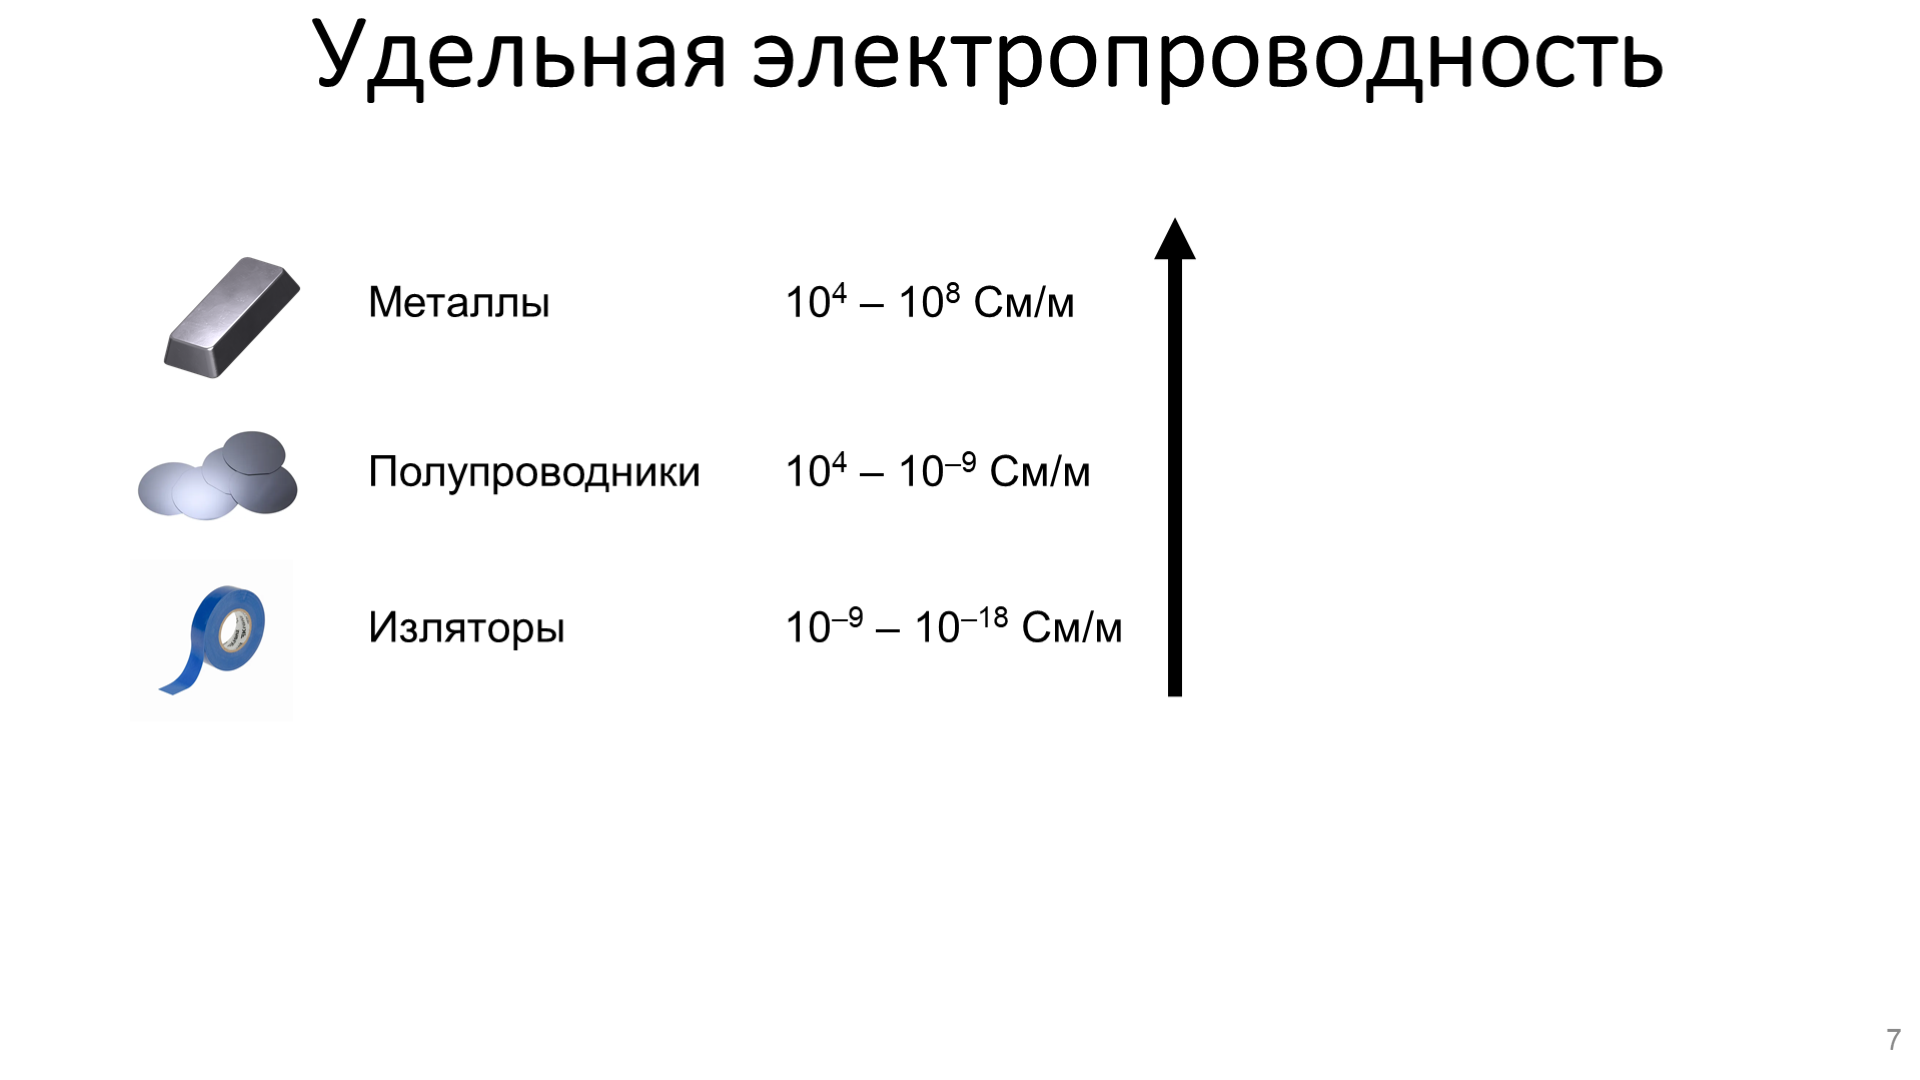 Удельная электропроводность
Металлы 10⁴ – 10⁸ См/м
Полупроводники 10⁴ – 10⁻⁹ См/м
Изляторы 10⁻⁹ – 10⁻¹⁸ См/м
7